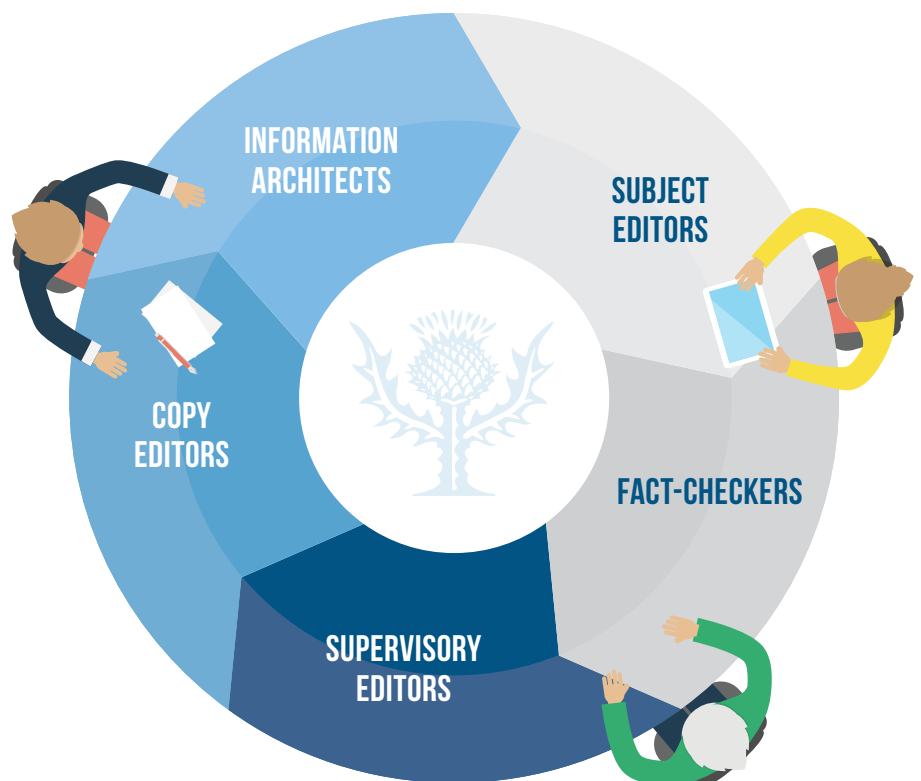 INFORMATION
ARCHITECTS
SUBJECT
EDITORS
COPY
EDITORS
FACT-CHECKERS
SUPERVISORY
EDITORS